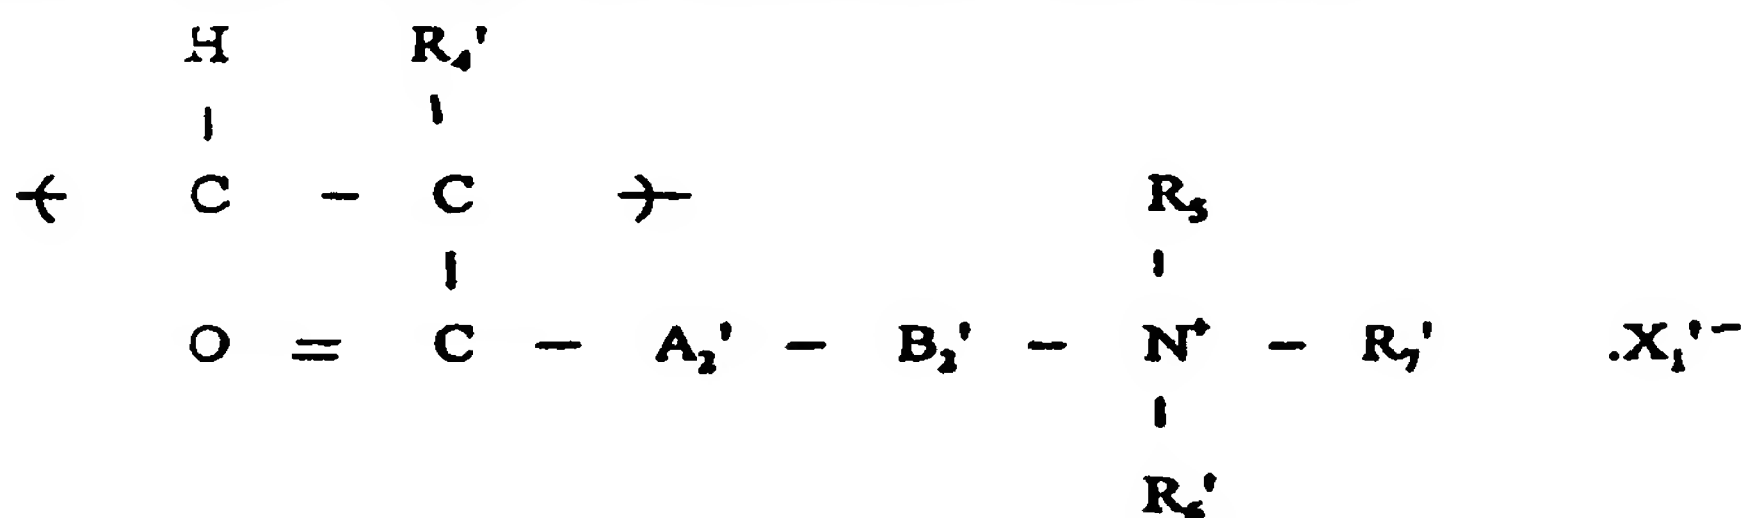 H R₄'
| |
⟮ C – C ⟯ R₅
| |
O = C – A₂' – B₂' – N⁺ – R₇' .X₁'⁻
|
R₆'